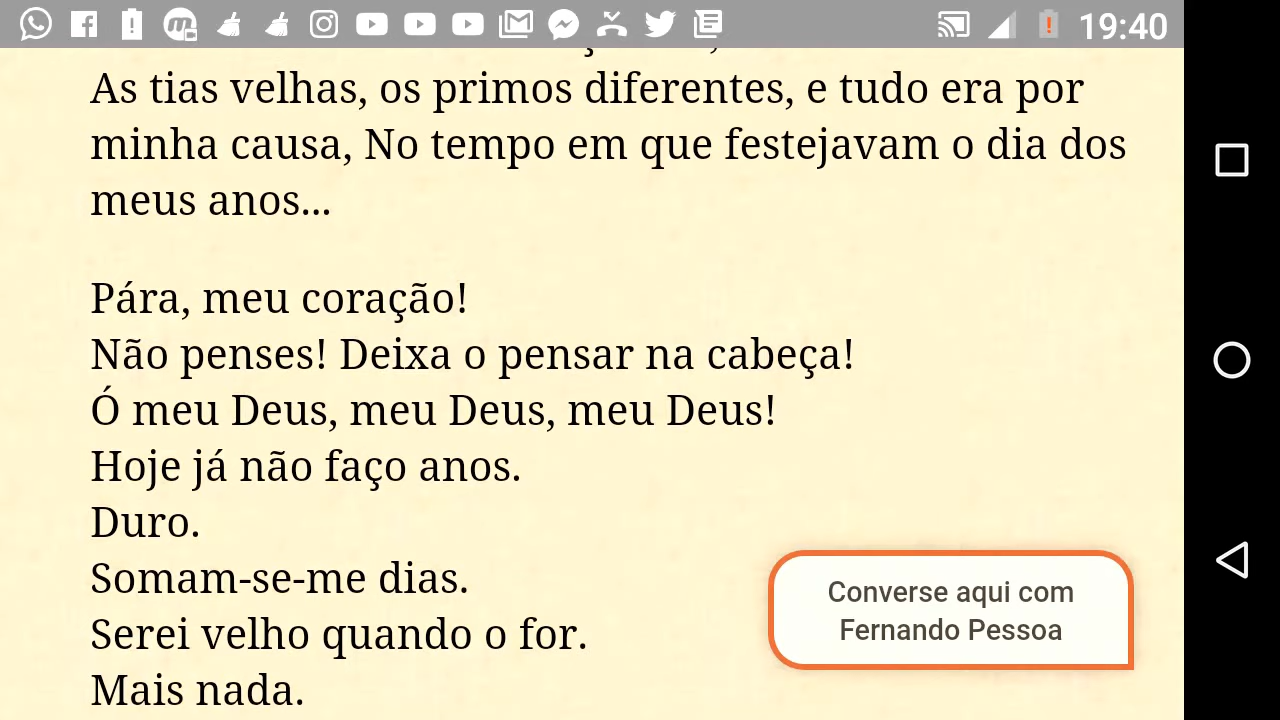 19:40
As tias velhas, os primos diferentes, e tudo era por
minha causa, No tempo em que festejavam o dia dos
meus anos...
Pára, meu coração!
Não penses! Deixa o pensar na cabeça!
Ó meu Deus, meu Deus, meu Deus!
Hoje já não faço anos.
Duro.
Somam-se-me dias.
Serei velho quando o for.
Mais nada.
Converse aqui com
Fernando Pessoa